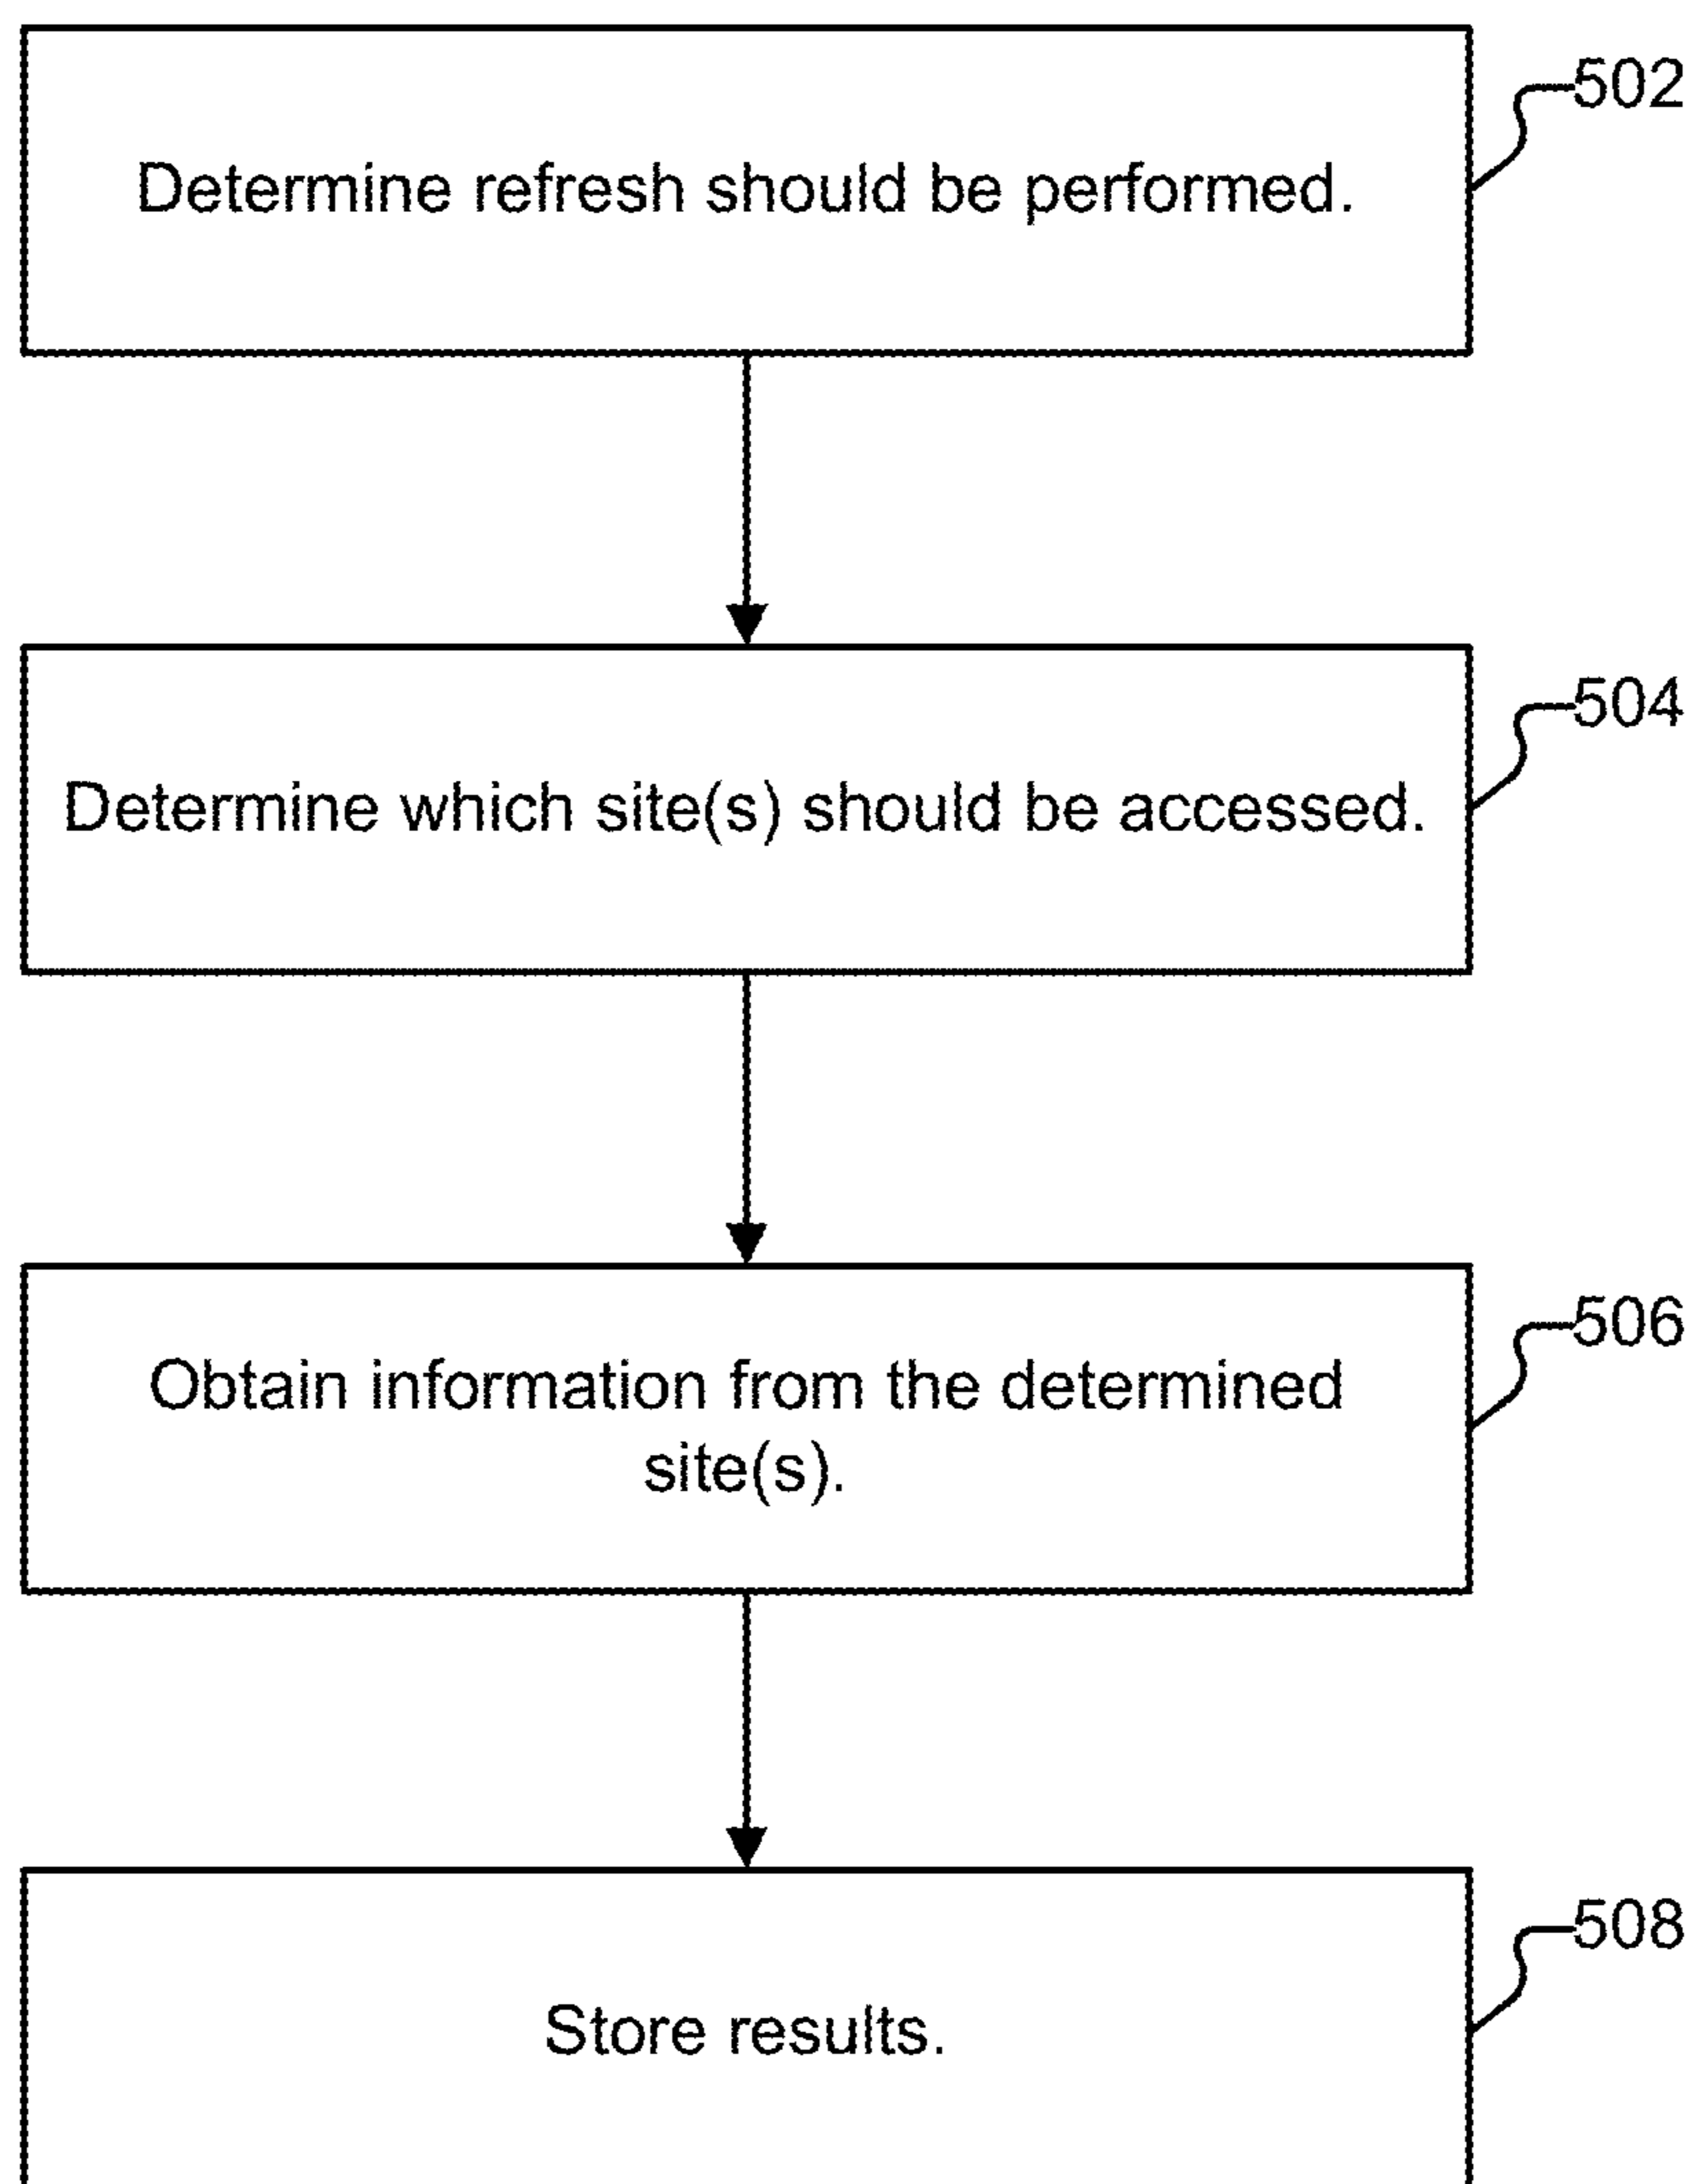 502
Determine refresh should be performed.
504
Determine which site(s) should be accessed.
506
Obtain information from the determined
site(s).
508
Store results.